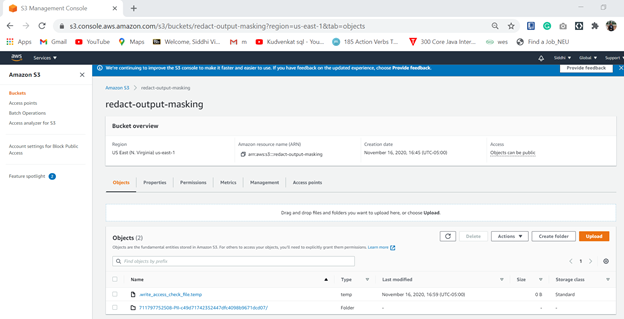 S3 Management Console
s3.console.aws.amazon.com/s3/buckets/redact-output-masking?region=us-east-1&tab=objects
Apps Gmail YouTube Maps Welcome, Siddhi Vi... m Kudvenkat sql - Yo... 185 Action Verbs T... 300 Core Java Inter... wes Find a Job_NEU
aws Services Siddhi Global Support
We're continuing to improve the S3 console to make it faster and easier to use. If you have feedback on the updated experience, choose Provide feedback. Provide feedback
Amazon S3
Amazon S3 redact-output-masking
Buckets
Access points
Batch Operations
Access analyzer for S3
Account settings for Block Public Access
Feature spotlight 2
redact-output-masking
Bucket overview
Region
US East (N. Virginia) us-east-1
Amazon resource name (ARN)
arn:aws:s3:::redact-output-masking
Creation date
November 16, 2020, 16:45 (UTC-05:00)
Access
Objects can be public
Objects Properties Permissions Metrics Management Access points
Drag and drop files and folders you want to upload here, or choose Upload.
Objects (2)
Delete Actions Create Folder Upload
Objects are the fundamental entities stored in Amazon S3. For others to access your objects, you'll need to explicitly grant them permissions. Learn more
Find objects by prefix
1
Name Type Last modified Size Storage class
.write_access_check_file.temp temp November 16, 2020, 16:59 (UTC-05:00) 0 B Standard
Folder - - -